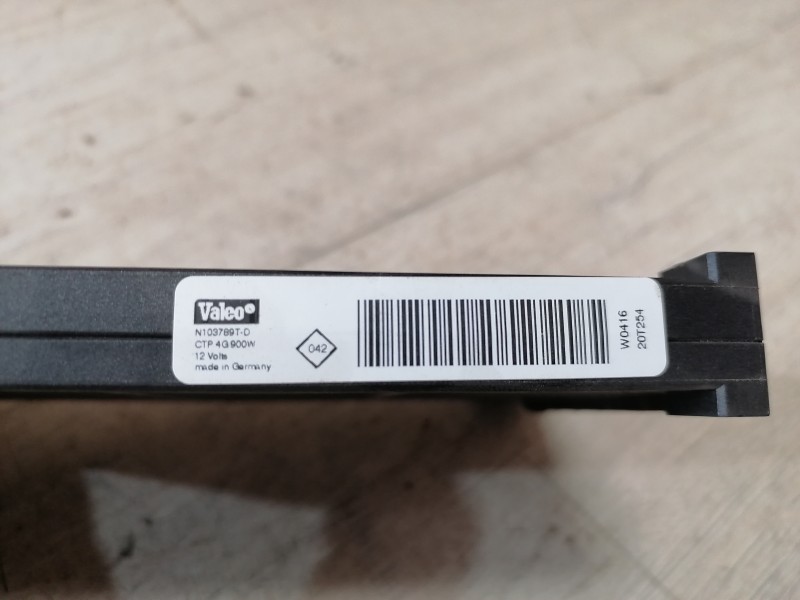 Valeo
N103789T-D
CTP 4G 900W
12 Volts
made in Germany
042
W0416
20T254